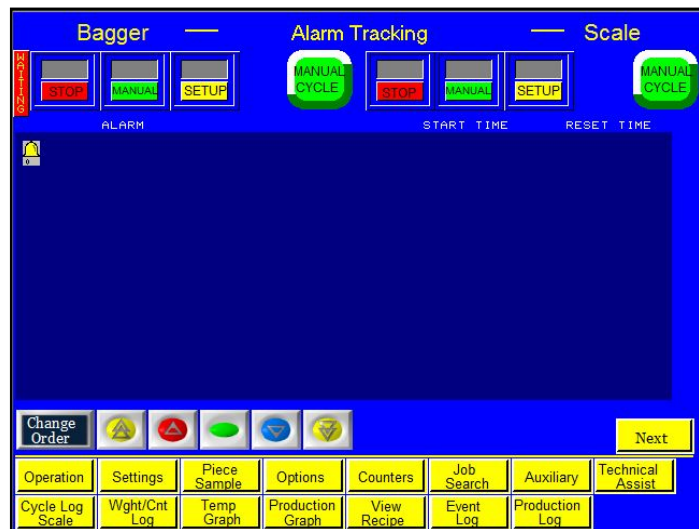 Bagger — Alarm Tracking — Scale
WAITING
STOP MANUAL SETUP MANUAL CYCLE STOP MANUAL SETUP MANUAL CYCLE
ALARM START TIME RESET TIME
0
Change Order
Next
Operation Settings Piece Sample Options Counters Job Search Auxiliary Technical Assist
Cycle Log Scale Wght/Cnt Log Temp Graph Production Graph View Recipe Event Log Production Log